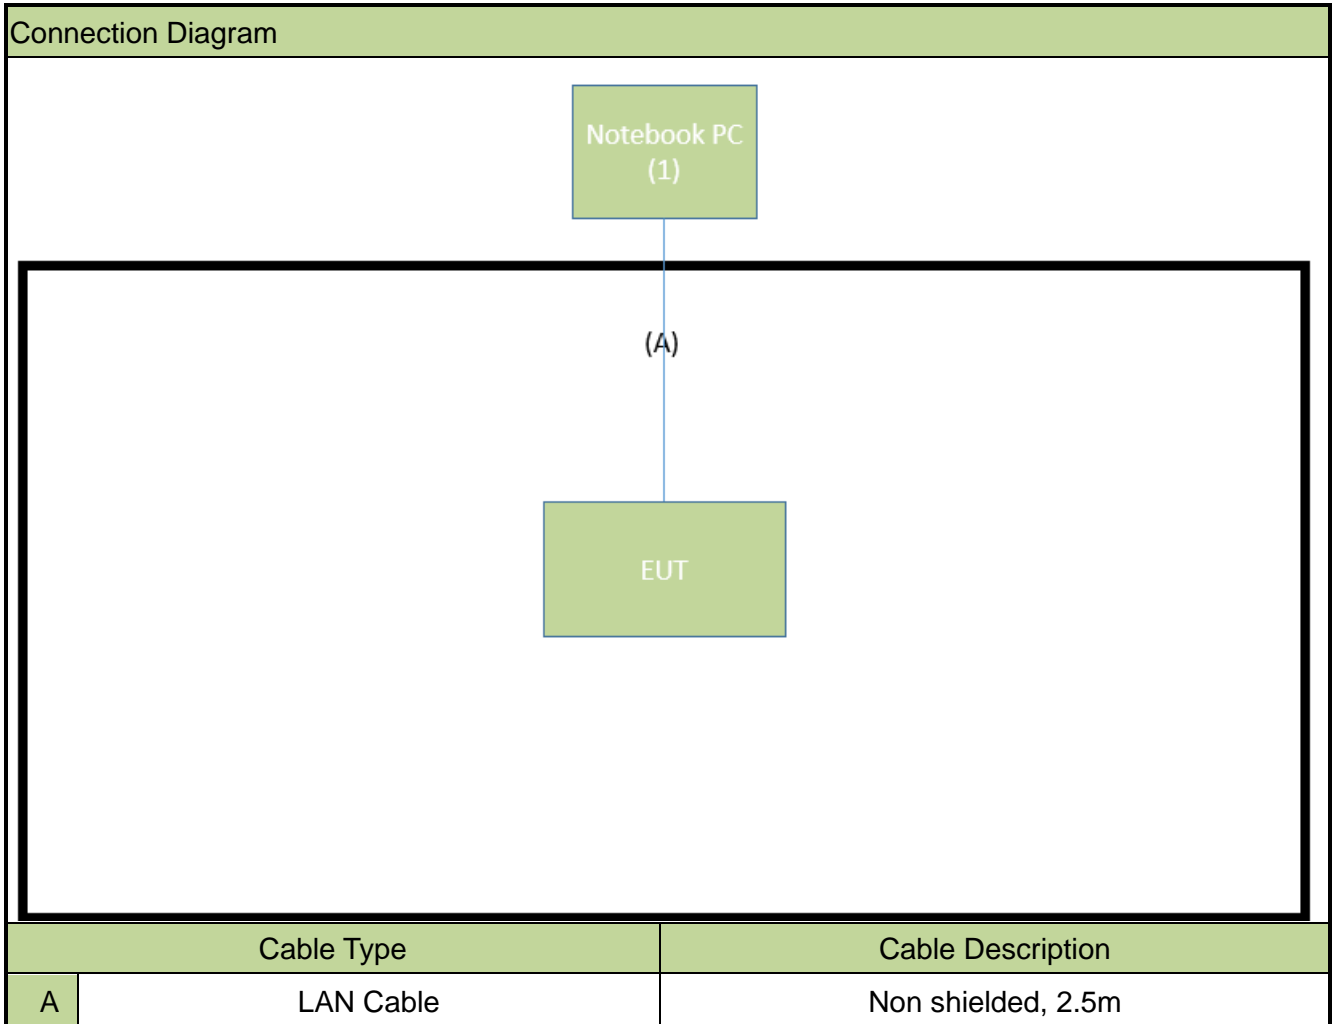 Connection Diagram
Notebook PC
(1)
(A)
EUT
Cable Type Cable Description
A LAN Cable Non shielded, 2.5m